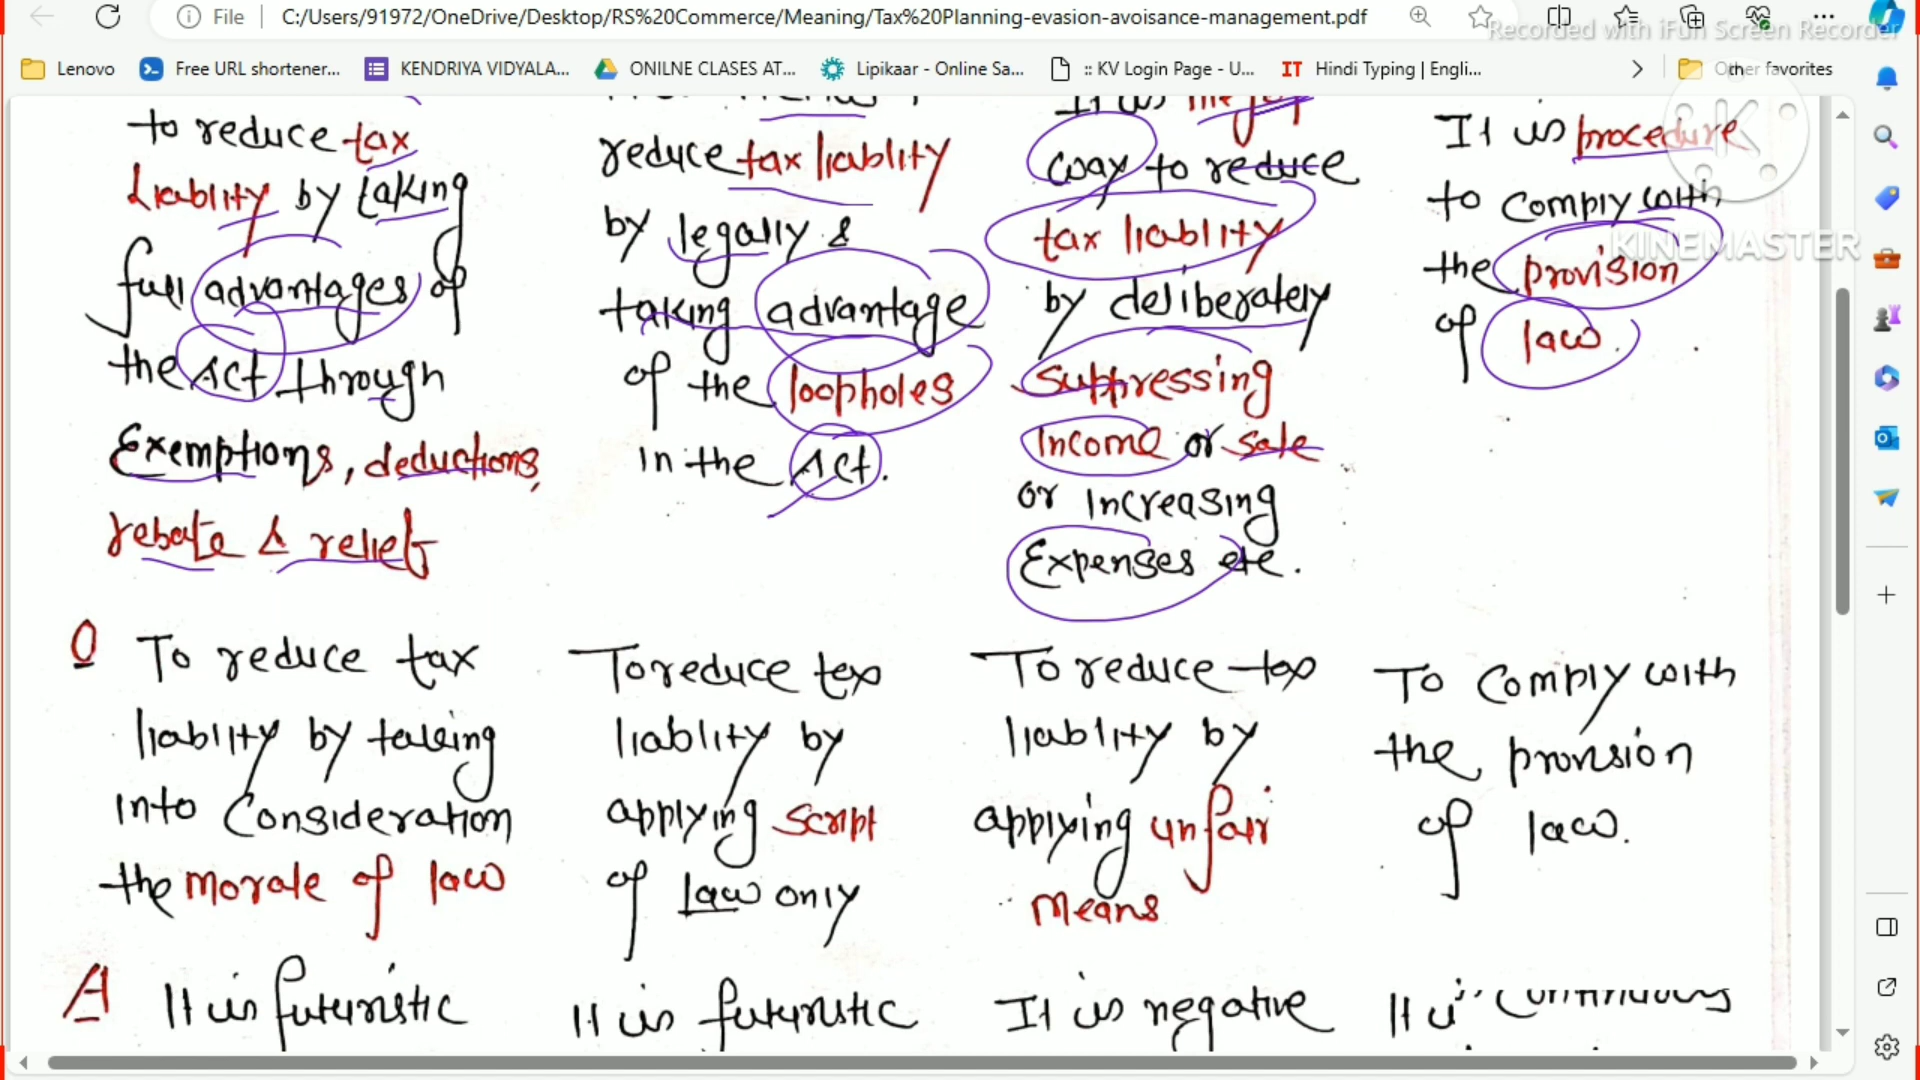 File
C:/Users/91972/OneDrive/Desktop/RS%20Commerce/Meaning/Tax%20Planning-evasion-avoisance-management.pdf
Recorded with iFun Screen Recorder
Lenovo
Free URL shortener...
KENDRIYA VIDYALA...
ONILNE CLASES AT...
Lipikaar - Online Sa...
:: KV Login Page - U...
IT Hindi Typing | Engli...
Other favorites
to reduce tax
Liablity by taking
full advantages of
the Act through
Exemptions, deductions,
rebate & relief
reduce tax liablity
by legally &
taking advantage
of the loopholes
in the Act.
It is
way to reduce
tax liablity
by deliberately
Suppressing
Income or sale
or increasing
Expenses etc.
It is procedure
to comply with
the provision
of law.
K
KINEMASTER
O
To reduce tax
liablity by taking
into Consideration
the morale of law
To reduce tax
liablity by
applying script
of law only
To reduce tax
liablity by
applying unfair
means
To Comply with
the provision
of law.
A
It is futuristic
It is futuristic
It is negative
It is Continuous